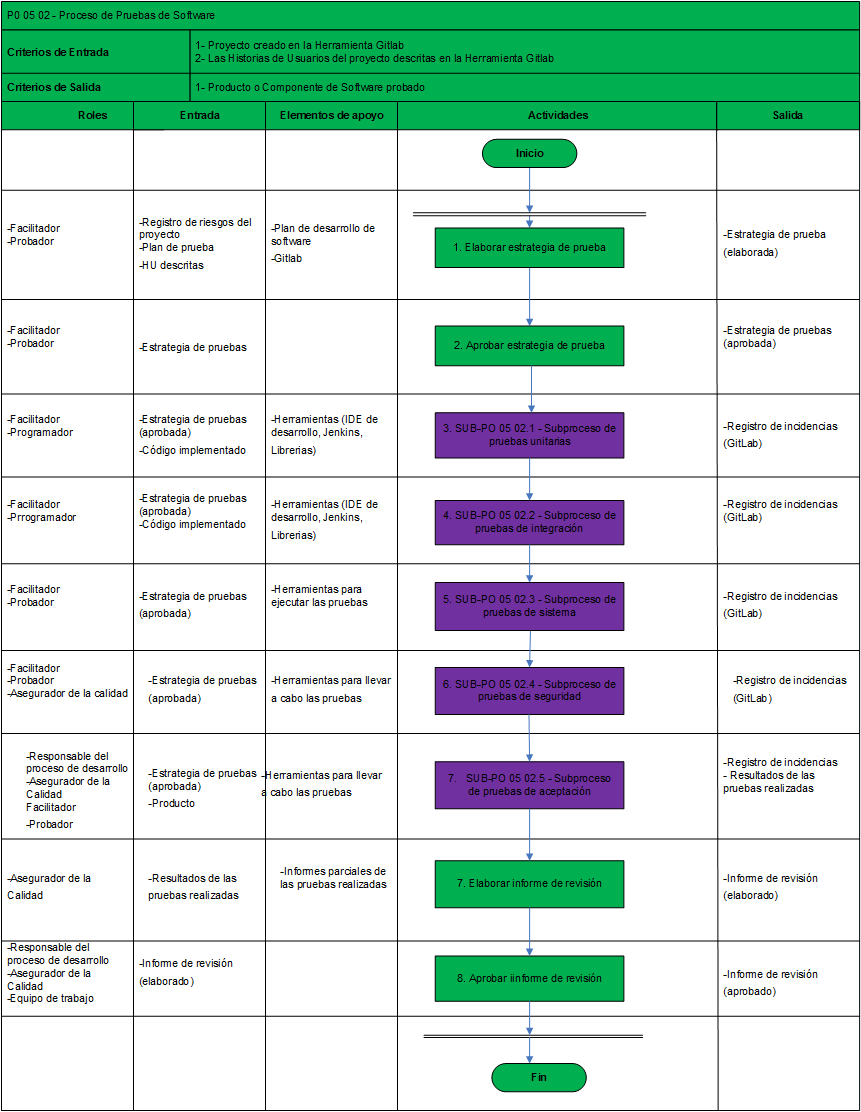 P0 05 02 - Proceso de Pruebas de Software
Criterios de Entrada
1- Proyecto creado en la Herramienta Gitlab
2- Las Historias de Usuarios del proyecto descritas en la Herramienta Gitlab
Criterios de Salida
1- Producto o Componente de Software probado
Roles
Entrada
Elementos de apoyo
Actividades
Salida
Inicio
-Facilitador
-Probador
-Registro de riesgos del
proyecto
-Plan de prueba
-HU descritas
-Plan de desarrollo de
software
-Gitlab
1. Elaborar estrategia de prueba
-Estrategia de prueba
(elaborada)
-Facilitador
-Probador
-Estrategia de pruebas
2. Aprobar estrategia de prueba
-Estrategia de pruebas
(aprobada)
-Facilitador
-Programador
-Estrategia de pruebas
(aprobada)
-Código implementado
-Herramientas (IDE de
desarrollo, Jenkins,
Librerias)
3. SUB-PO 05 02.1 - Subproceso de
pruebas unitarias
-Registro de incidencias
(GitLab)
-Facilitador
-Prrogramador
-Estrategia de pruebas
(aprobada)
-Código implementado
-Herramientas (IDE de
desarrollo, Jenkins,
Librerias)
4. SUB-PO 05 02.2 - Subproceso de
pruebas de integración
-Registro de incidencias
(GitLab)
-Facilitador
-Probador
-Estrategia de pruebas
(aprobada)
-Herramientas para
ejecutar las pruebas
5. SUB-PO 05 02.3 - Subproceso de
pruebas de sistema
-Registro de incidencias
(GitLab)
-Facilitador
-Probador
-Asegurador de la calidad
-Estrategia de pruebas
(aprobada)
-Herramientas para llevar
a cabo las pruebas
6. SUB-PO 05 02.4 - Subproceso de
pruebas de seguridad
-Registro de incidencias
(GitLab)
-Responsable del
proceso de desarrollo
-Asegurador de la
Calidad
Facilitador
-Probador
-Estrategia de pruebas
(aprobada)
-Producto
-Herramientas para llevar
a cabo las pruebas
7. SUB-PO 05 02.5 - Subproceso
de pruebas de aceptación
-Registro de incidencias
- Resultados de las
pruebas realizadas
-Asegurador de la
Calidad
-Resultados de las
pruebas realizadas
-Informes parciales de
las pruebas realizadas
7. Elaborar informe de revisión
-Informe de revisión
(elaborado)
-Responsable del
proceso de desarrollo
-Asegurador de la
Calidad
-Equipo de trabajo
-Informe de revisión
(elaborado)
8. Aprobar iinforme de revisión
-Informe de revisión
(aprobado)
Fin